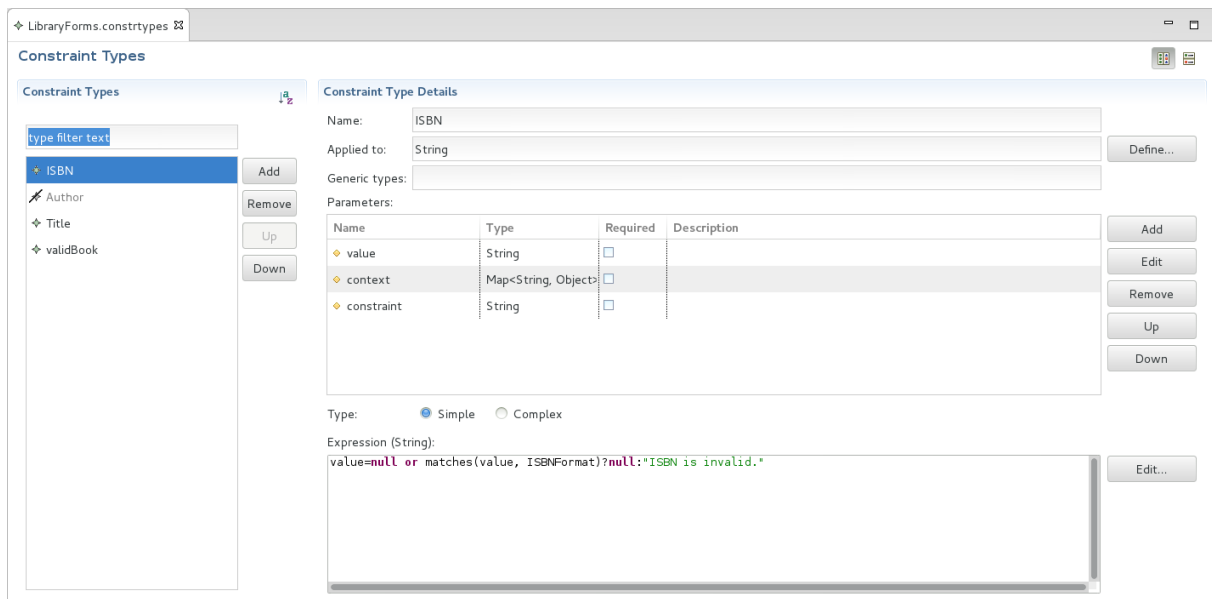 LibraryForms.constrtypes
Constraint Types
Constraint Types
type filter text
ISBN
Author
Title
validBook
Add
Remove
Up
Down
Constraint Type Details
Name: ISBN
Applied to: String Define...
Generic types:
Parameters:
Name Type Required Description
value String
context Map<String, Object>
constraint String
Add
Edit
Remove
Up
Down
Type: Simple Complex
Expression (String):
value=null or matches(value, ISBNFormat)?null:"ISBN is invalid."
Edit...